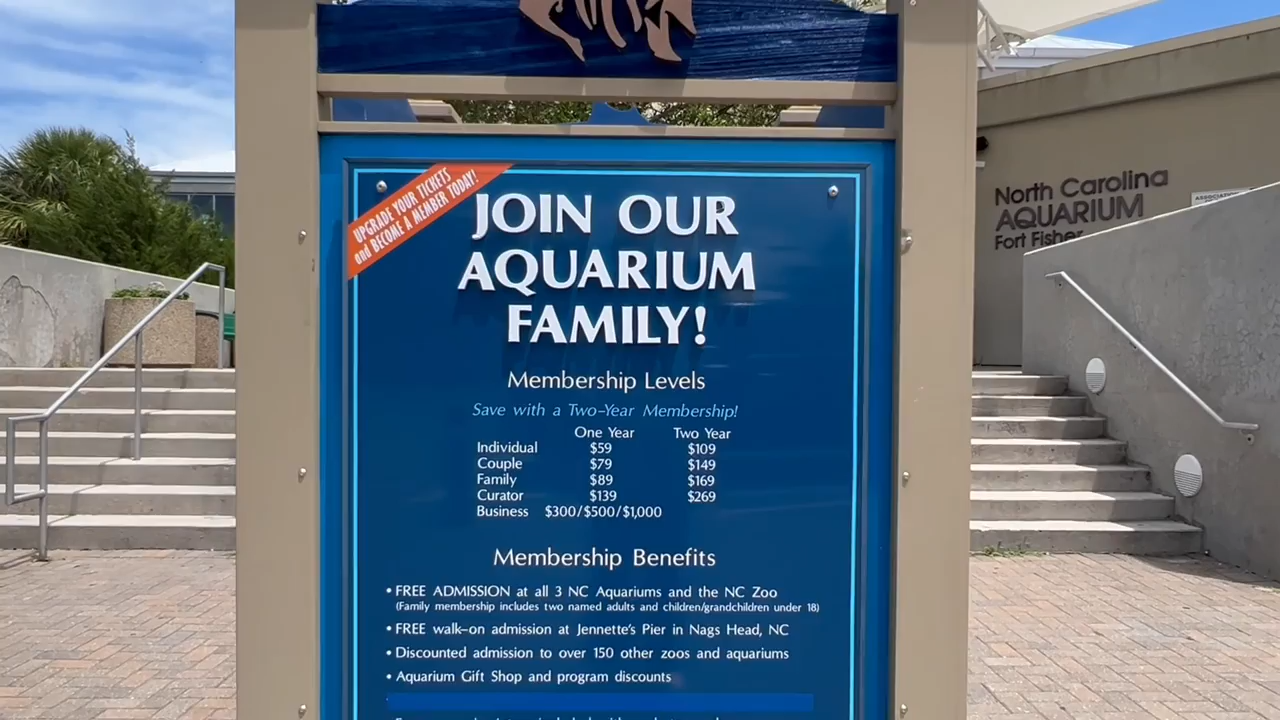 UPGRADE YOUR TICKETS
and BECOME A MEMBER TODAY!
JOIN OUR
AQUARIUM
FAMILY!
Membership Levels
Save with a Two-Year Membership!
One Year Two Year
Individual $59 $109
Couple $79 $149
Family $89 $169
Curator $139 $269
Business $300/$500/$1,000
Membership Benefits
• FREE ADMISSION at all 3 NC Aquariums and the NC Zoo
(Family membership includes two named adults and children/grandchildren under 18)
• FREE walk-on admission at Jennette's Pier in Nags Head, NC
• Discounted admission to over 150 other zoos and aquariums
• Aquarium Gift Shop and program discounts
North Carolina
AQUARIUM
Fort Fisher
ASSOCIATION